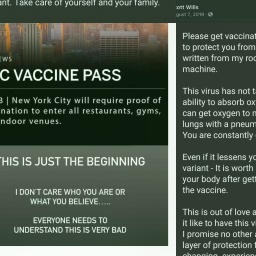 nt. Take care of yourself and your family.
EWS
C VACCINE PASS
3 | New York City will require proof of
nation to enter all restaurants, gyms,
ndoor venues.
THIS IS JUST THE BEGINNING
I DON'T CARE WHO YOU ARE OR
WHAT YOU BELIEVE.....
EVERYONE NEEDS TO
UNDERSTAND THIS IS VERY BAD
ott Wills
gust 7, 2019
Please get vaccinat
to protect you from
written from my roo
machine.
This virus has not ta
ability to absorb ox
can get oxygen to m
lungs with a pneum
You are constantly
Even if it lessens yo
variant - It is worth
your body after gett
the vaccine.
This is out of love a
it like to have this vi
I promise no other
layer of protection f